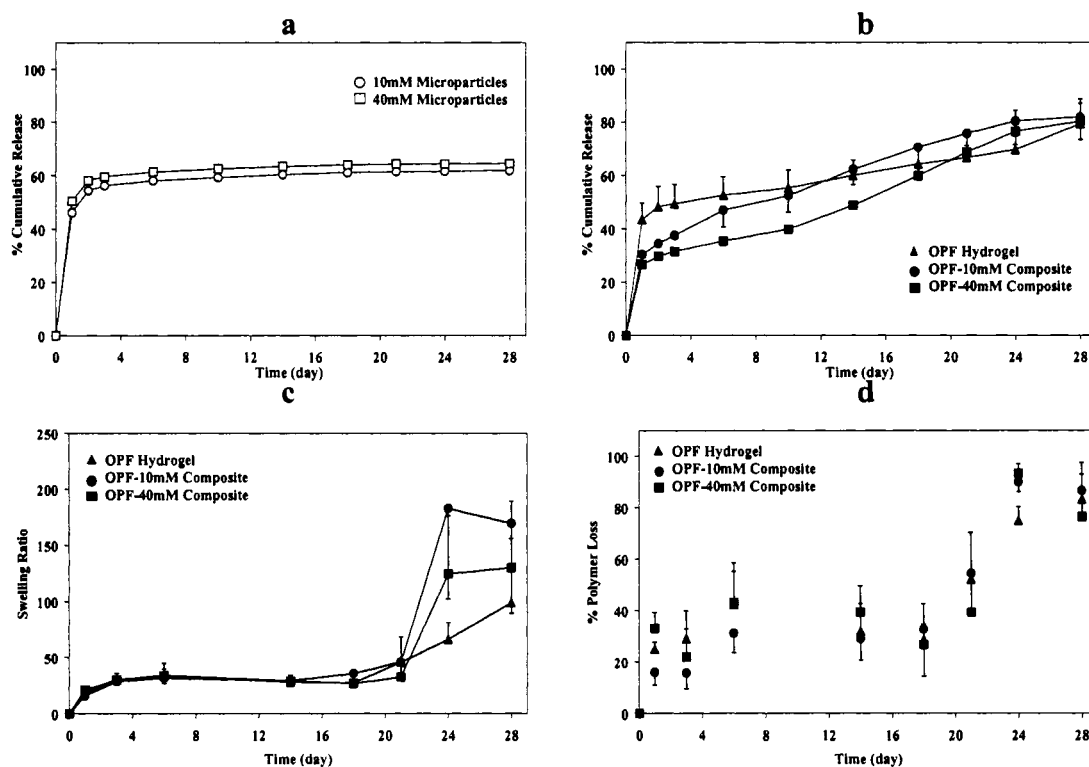 a
% Cumulative Release
100
80
60
40
20
0
10mM Microparticles
40mM Microparticles
0 4 8 12 16 20 24 28
Time (day)
b
% Cumulative Release
100
80
60
40
20
0
OPF Hydrogel
OPF-10mM Composite
OPF-40mM Composite
0 4 8 12 16 20 24 28
Time (day)
c
Swelling Ratio
250
200
150
100
50
0
OPF Hydrogel
OPF-10mM Composite
OPF-40mM Composite
0 4 8 12 16 20 24 28
Time (day)
d
% Polymer Loss
100
80
60
40
20
0
OPF Hydrogel
OPF-10mM Composite
OPF-40mM Composite
0 4 8 12 16 20 24 28
Time (day)